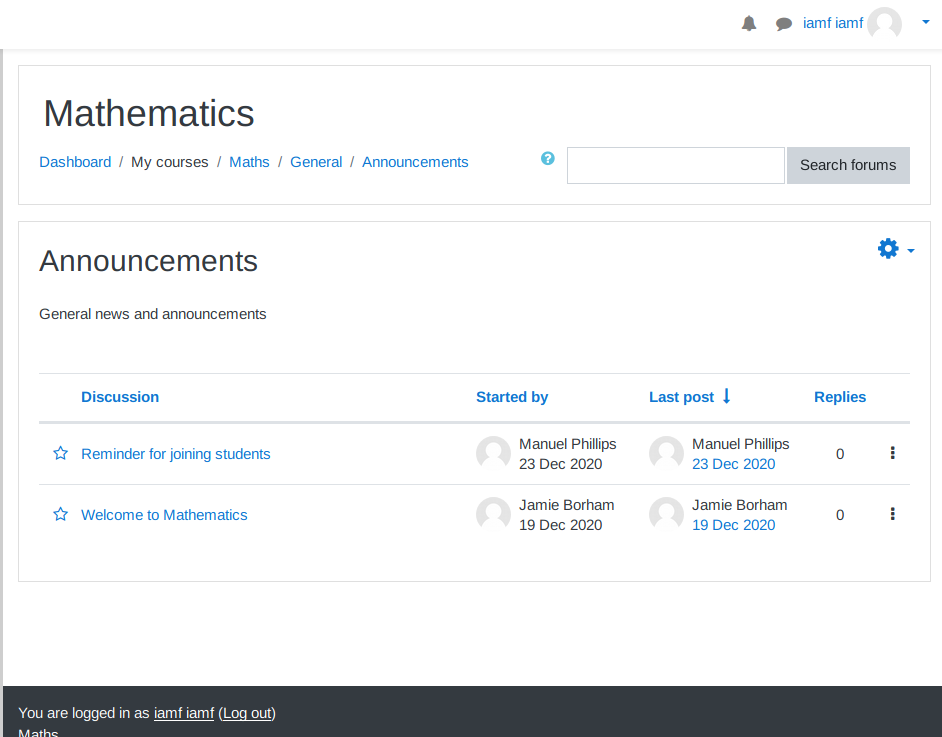 iamf iamf
Mathematics
Dashboard / My courses / Maths / General / Announcements
Search forums
Announcements
General news and announcements
Discussion Started by Last post Replies
Reminder for joining students Manuel Phillips Manuel Phillips 0
23 Dec 2020 23 Dec 2020
Welcome to Mathematics Jamie Borham Jamie Borham 0
19 Dec 2020 19 Dec 2020
You are logged in as iamf iamf (Log out)
Maths